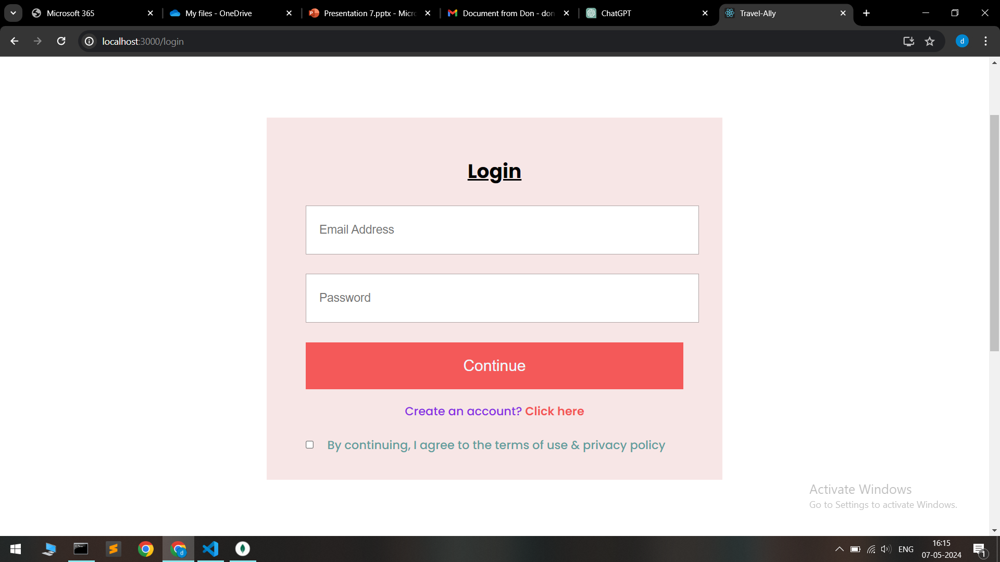 Microsoft 365
My files - OneDrive
Presentation 7.pptx - Micro
Document from Don - don
ChatGPT
Travel-Ally
localhost:3000/login
d
Login
Email Address
Password
Continue
Create an account? Click here
By continuing, I agree to the terms of use & privacy policy
Activate Windows
Go to Settings to activate Windows.
d
ENG
16:15
07-05-2024
1